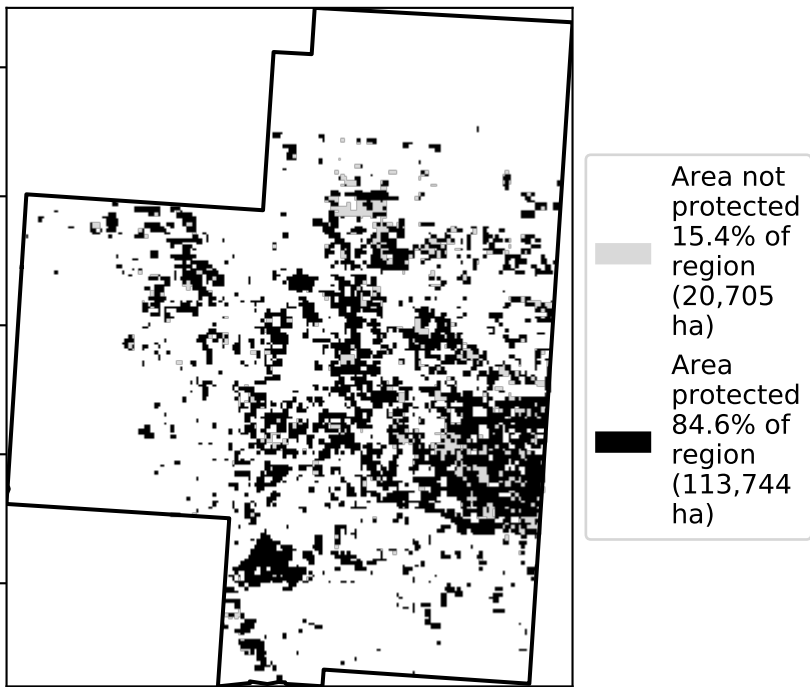 Area not
protected
15.4% of
region
(20,705
ha)
Area
protected
84.6% of
region
(113,744
ha)